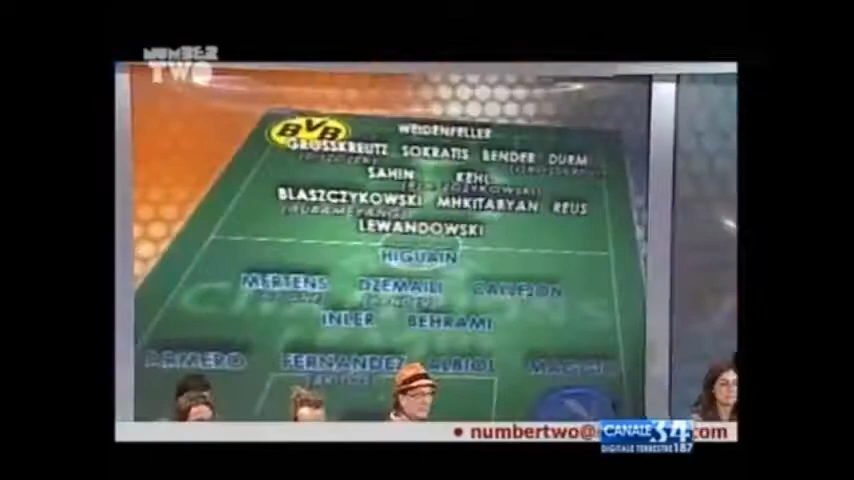 NUMBER
TWO
BVB
WEIDENFELLER
GROSSKREUTZ SOKRATIS BENDER DURM
SAHIN KEHL
BLASZCZYKOWSKI MHKITARYAN REUS
LEWANDOWSKI
HIGUAIN
MERTENS DZEMAILI CALLEJON
INLER BEHRAMI
ARMERO FERNANDEZ ALBIOL
• numbertwo@ .com
CANALE 34
DIGITALE TERRESTRE 187